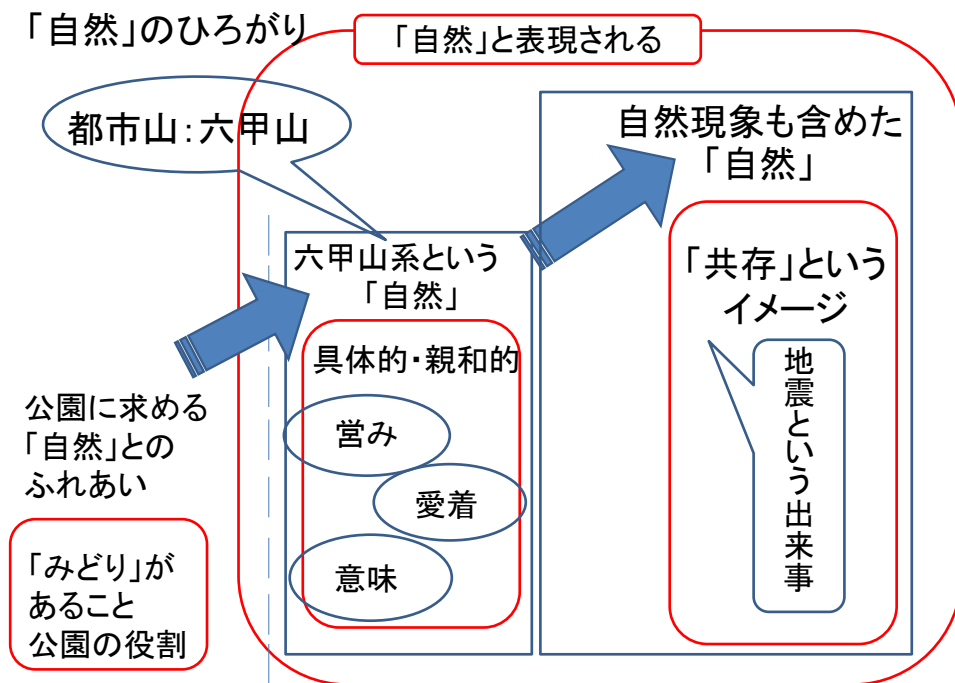 「自然」のひろがり
「自然」と表現される
都市山：六甲山
自然現象も含めた
「自然」
六甲山系という
「自然」
「共存」という
イメージ
具体的・親和的
地震という出来事
公園に求める
「自然」との
ふれあい
営み
愛着
意味
「みどり」が
あること
公園の役割